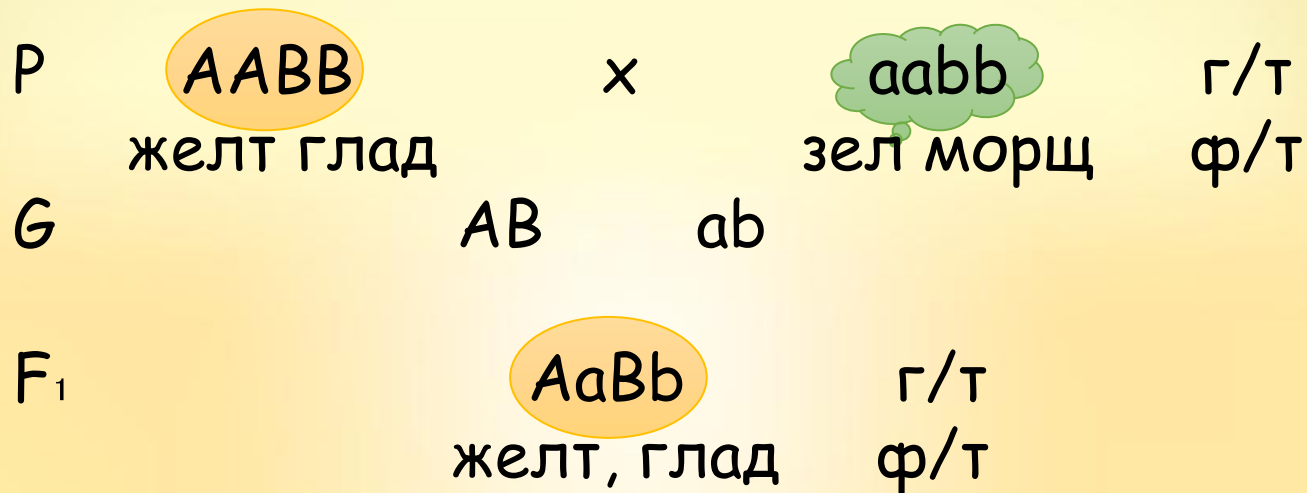 P AABB x aabb г/т
желт глад зел морщ ф/т
G AB ab
F₁ AaBb г/т
желт, глад ф/т